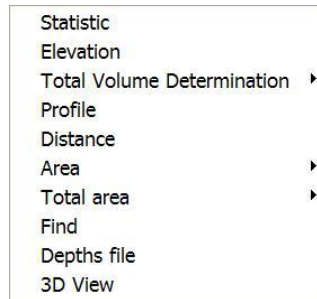 Statistic
Elevation
Total Volume Determination
Profile
Distance
Area
Total area
Find
Depths file
3D View